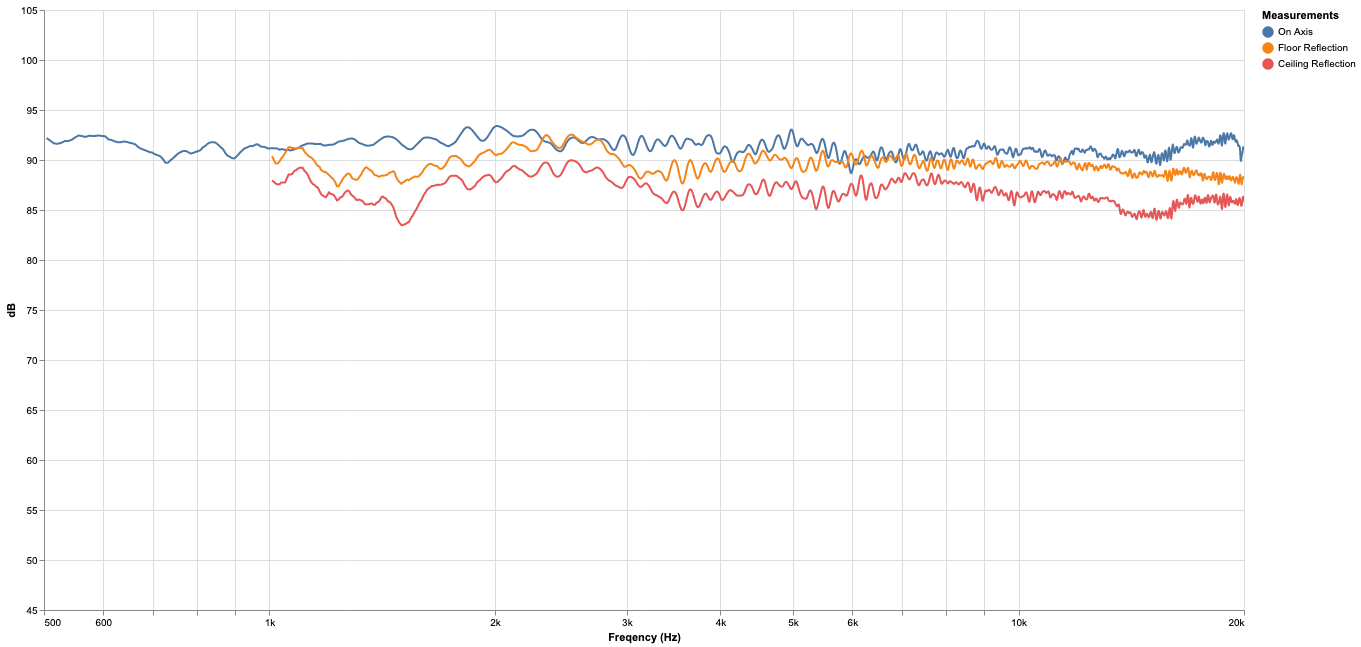 105
100
95
90
85
80
75
70
65
60
55
50
45
dB
500 600 1k 2k 3k 4k 5k 6k 10k 20k
Freqency (Hz)
Measurements
On Axis
Floor Reflection
Ceiling Reflection